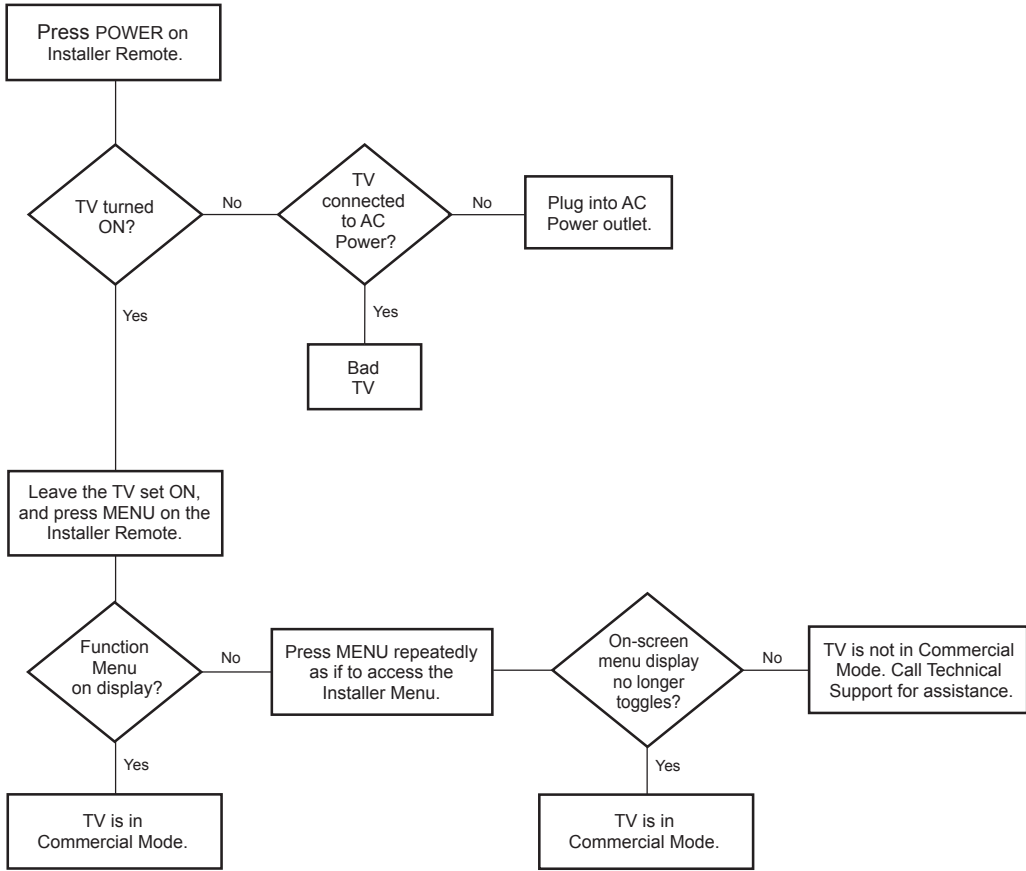 Press POWER on
Installer Remote.
TV turned
ON?
No
TV
connected
to AC
Power?
No
Plug into AC
Power outlet.
Yes
Yes
Bad
TV
Leave the TV set ON,
and press MENU on the
Installer Remote.
Function
Menu
on display?
No
Press MENU repeatedly
as if to access the
Installer Menu.
On-screen
menu display
no longer
toggles?
No
TV is not in Commercial
Mode. Call Technical
Support for assistance.
Yes
Yes
TV is in
Commercial Mode.
TV is in
Commercial Mode.